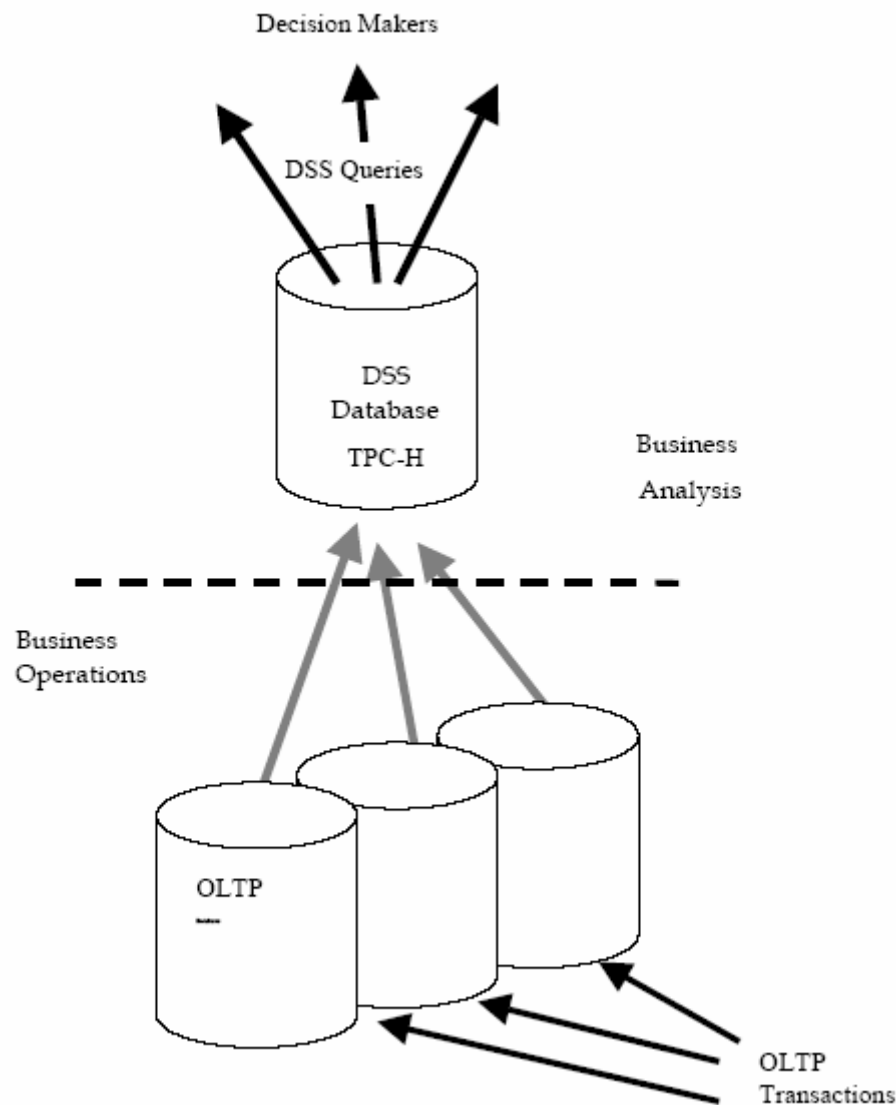 Decision Makers
DSS Queries
DSS
Database
TPC-H
Business
Analysis
Business
Operations
OLTP
OLTP
Transactions